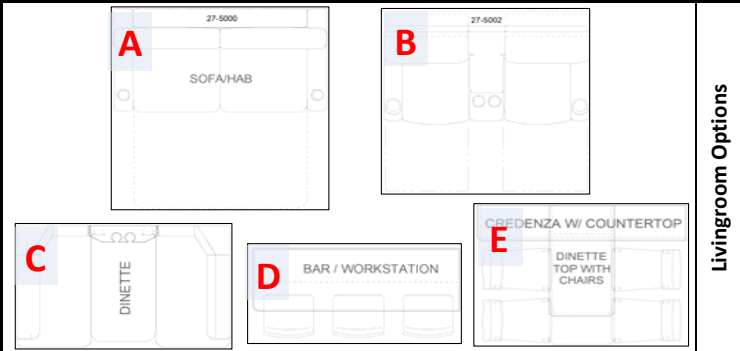 27-5000
A
SOFA/HAB
27-5002
B
C
DINETTE
D
BAR / WORKSTATION
E
CREDENZA W/ COUNTERTOP
DINETTE
TOP WITH
CHAIRS
Livingroom Options